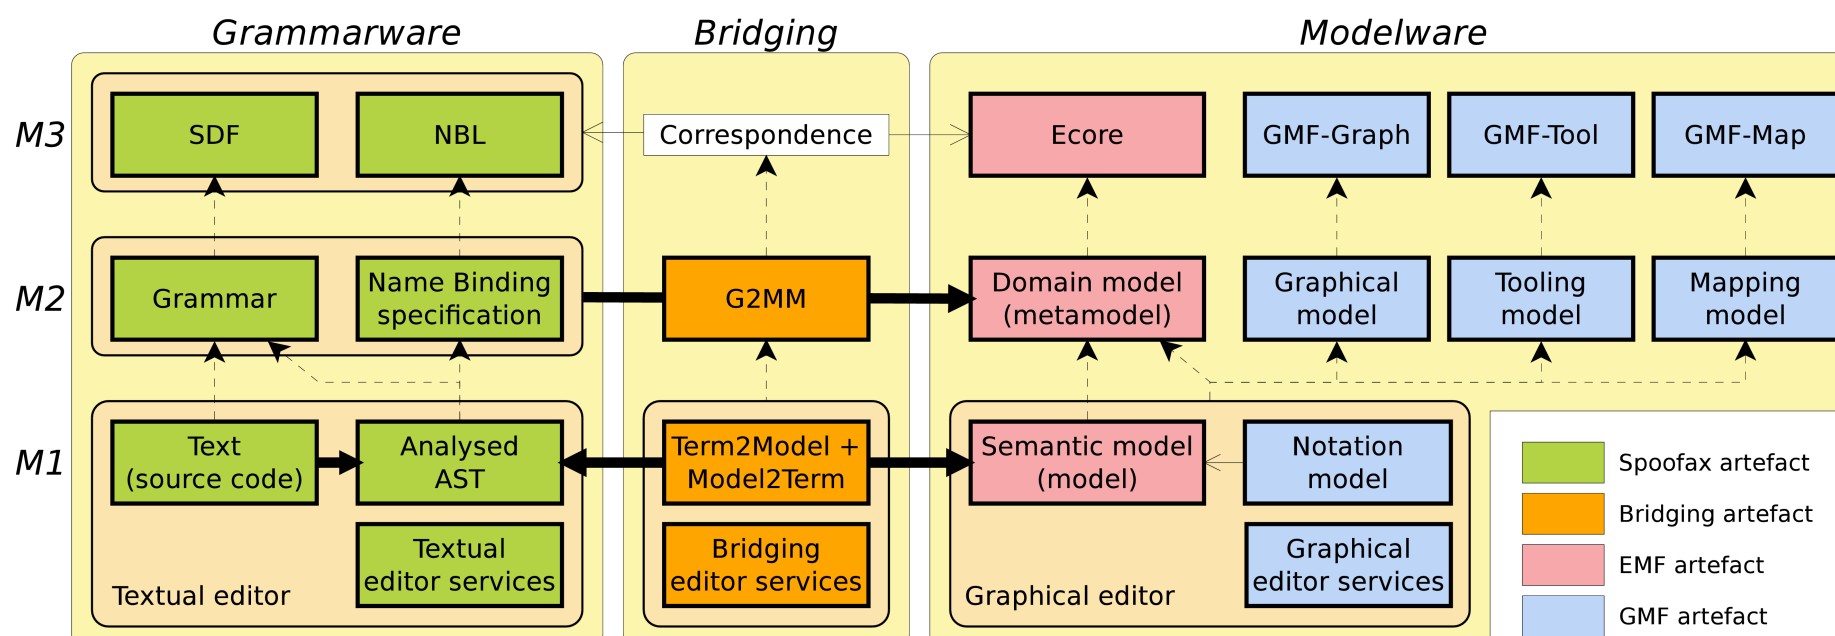 Grammarware
Bridging
Modelware
M3
SDF
NBL
Correspondence
Ecore
GMF-Graph
GMF-Tool
GMF-Map
M2
Grammar
Name Binding
specification
G2MM
Domain model
(metamodel)
Graphical
model
Tooling
model
Mapping
model
M1
Text
(source code)
Analysed
AST
Term2Model +
Model2Term
Semantic model
(model)
Notation
model
Textual
editor services
Bridging
editor services
Graphical
editor services
Textual editor
Graphical editor
Spoofax artefact
Bridging artefact
EMF artefact
GMF artefact